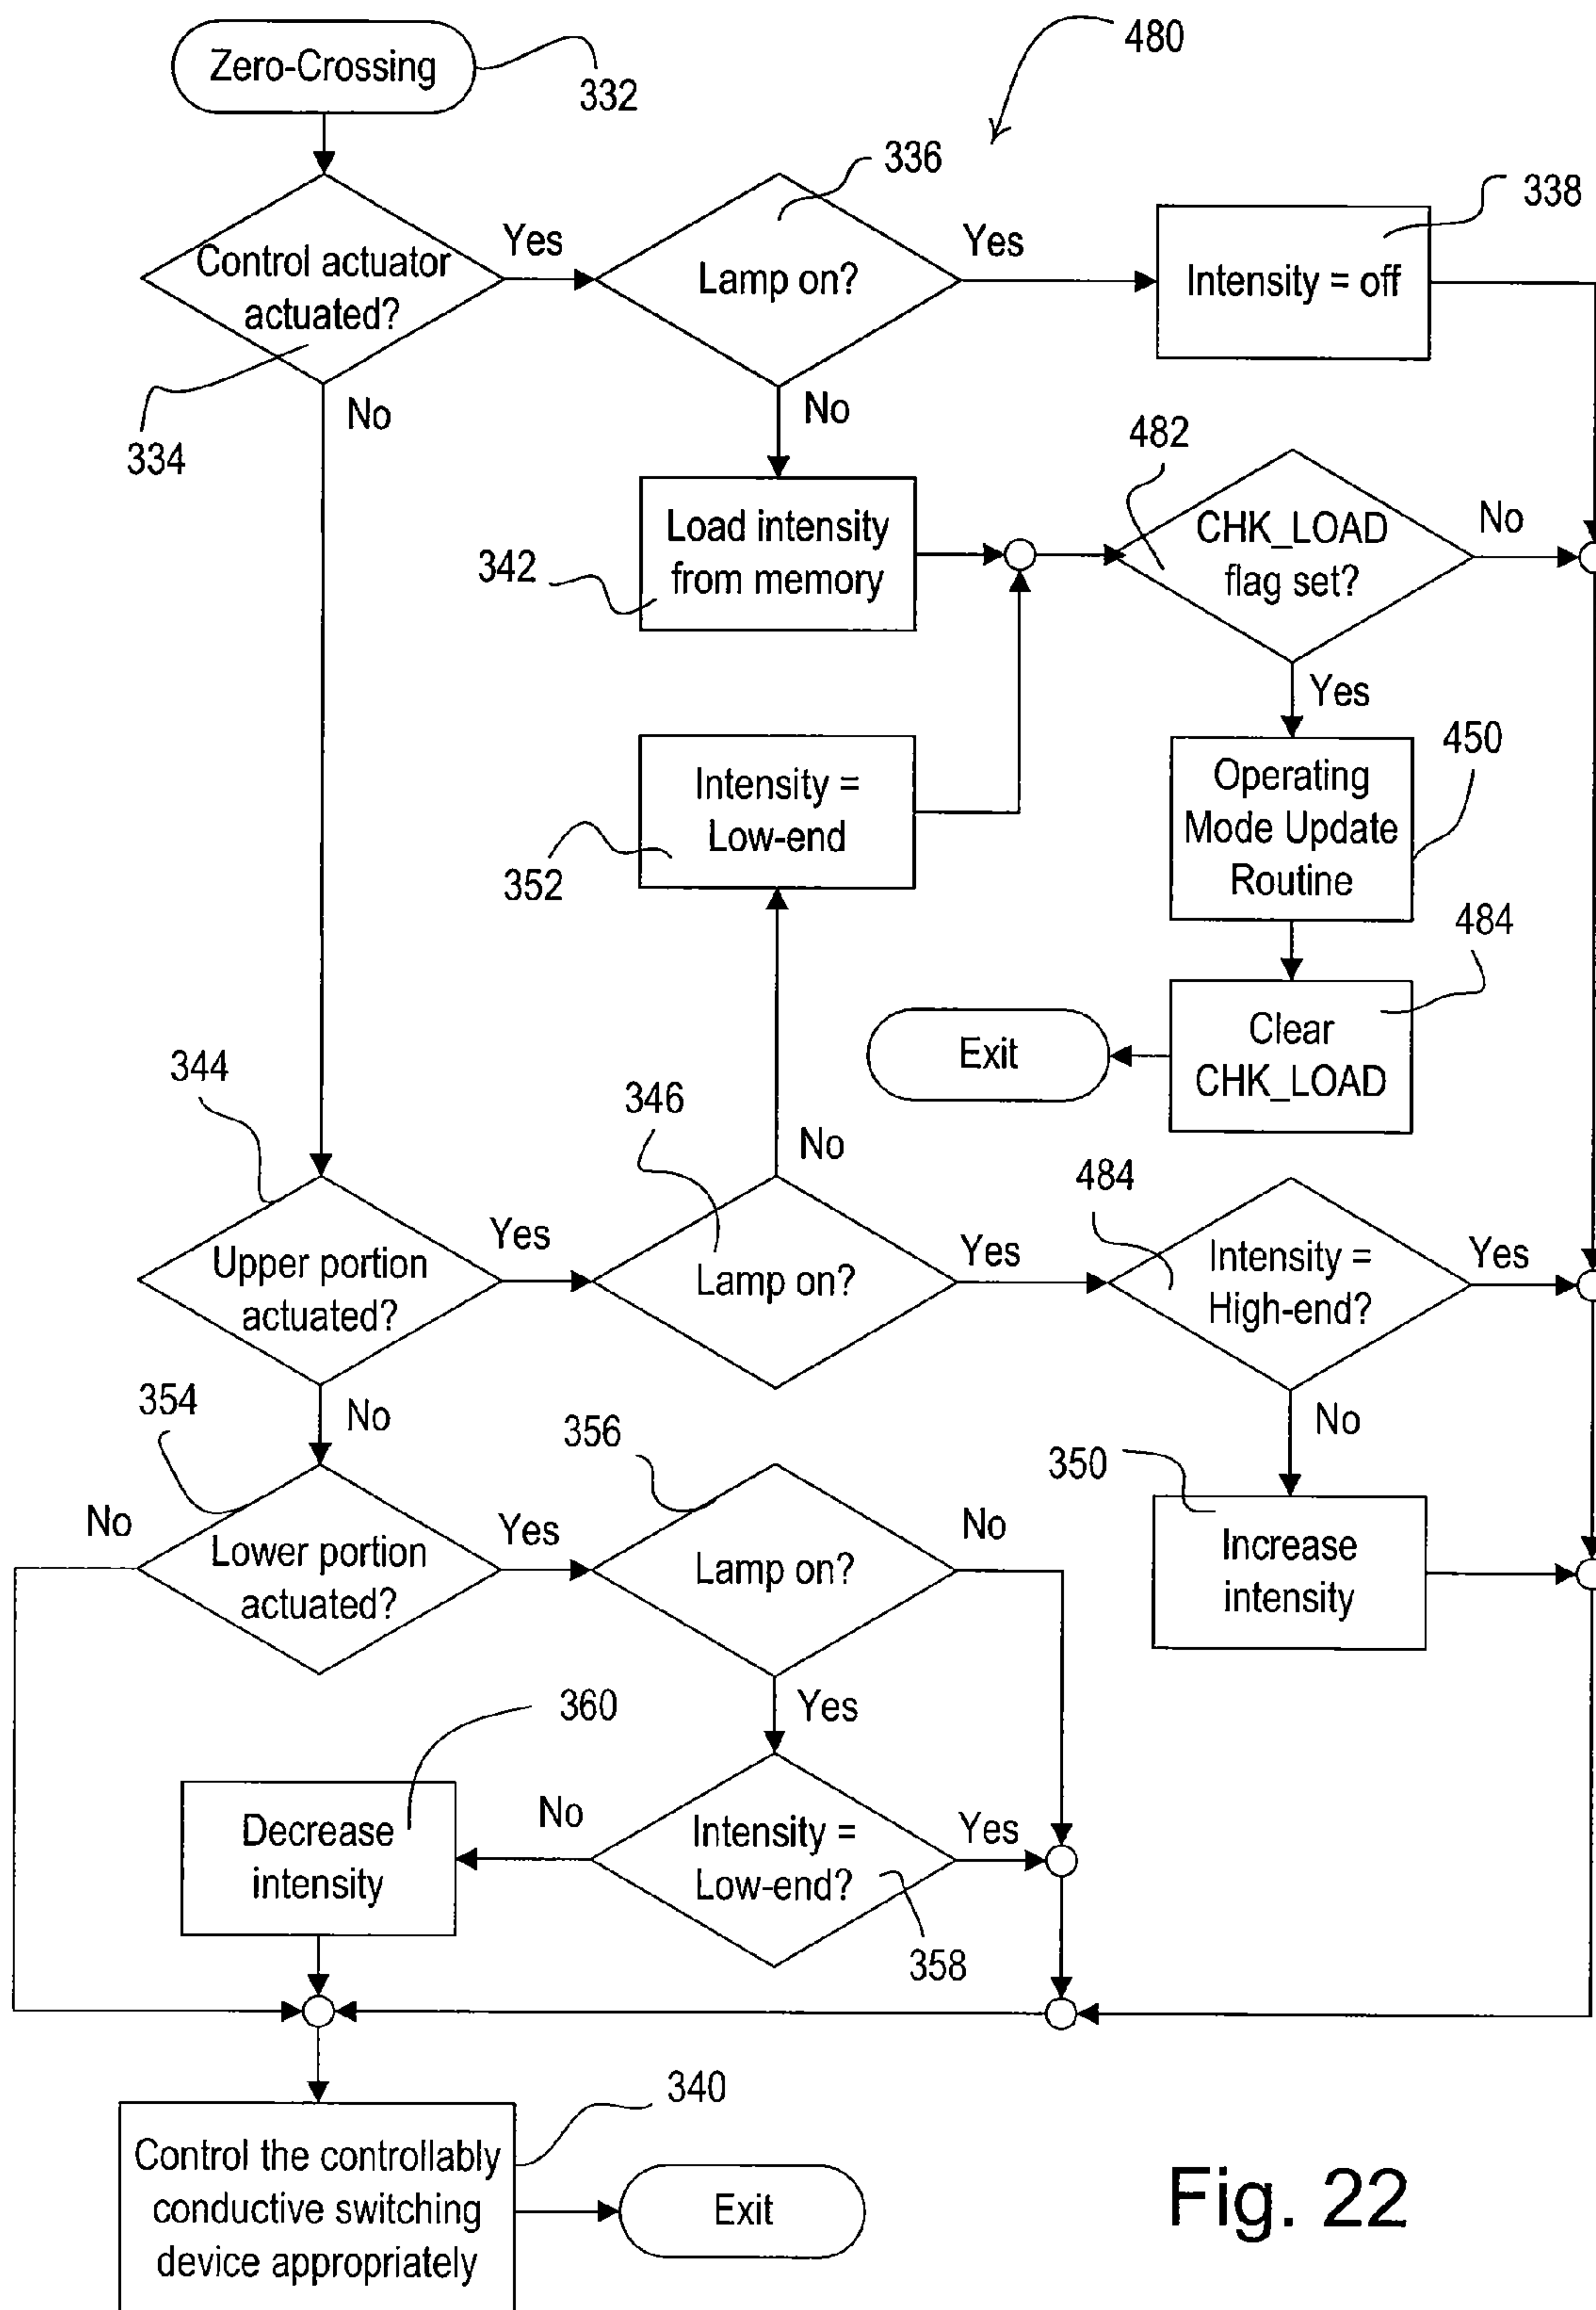 480
Zero-Crossing
332
336
338
Yes
Yes
Control actuator
actuated?
Lamp on?
Intensity = off
334
No
No
482
Load intensity
from memory
342
CHK_LOAD
flag set?
No
Yes
450
Intensity =
Low-end
352
Operating
Mode Update
Routine
484
Clear
CHK_LOAD
Exit
344
346
No
484
Yes
Yes
Yes
Upper portion
actuated?
Lamp on?
Intensity =
High-end?
354
No
356
No
350
No
Yes
No
Lower portion
actuated?
Lamp on?
Increase
intensity
360
Yes
Decrease
intensity
No
Intensity =
Low-end?
Yes
358
340
Control the controllably
conductive switching
device appropriately
Exit
Fig. 22